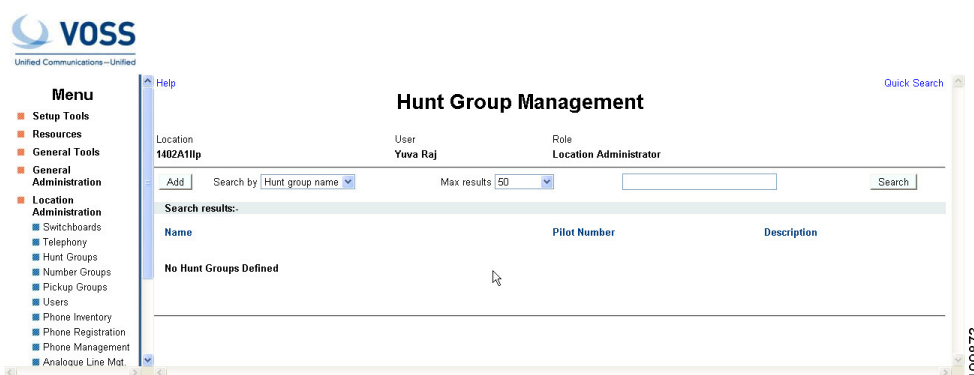 VOSS
Unified Communications—Unified
Menu
Setup Tools
Resources
General Tools
General
Administration
Location
Administration
Switchboards
Telephony
Hunt Groups
Number Groups
Pickup Groups
Users
Phone Inventory
Phone Registration
Phone Management
Analogue Line Mgt.
Help
Quick Search
Hunt Group Management
Location User Role
1402A1llp Yuva Raj Location Administrator
Add Search by Hunt group name Max results 50 Search
Search results:-
Name Pilot Number Description
No Hunt Groups Defined